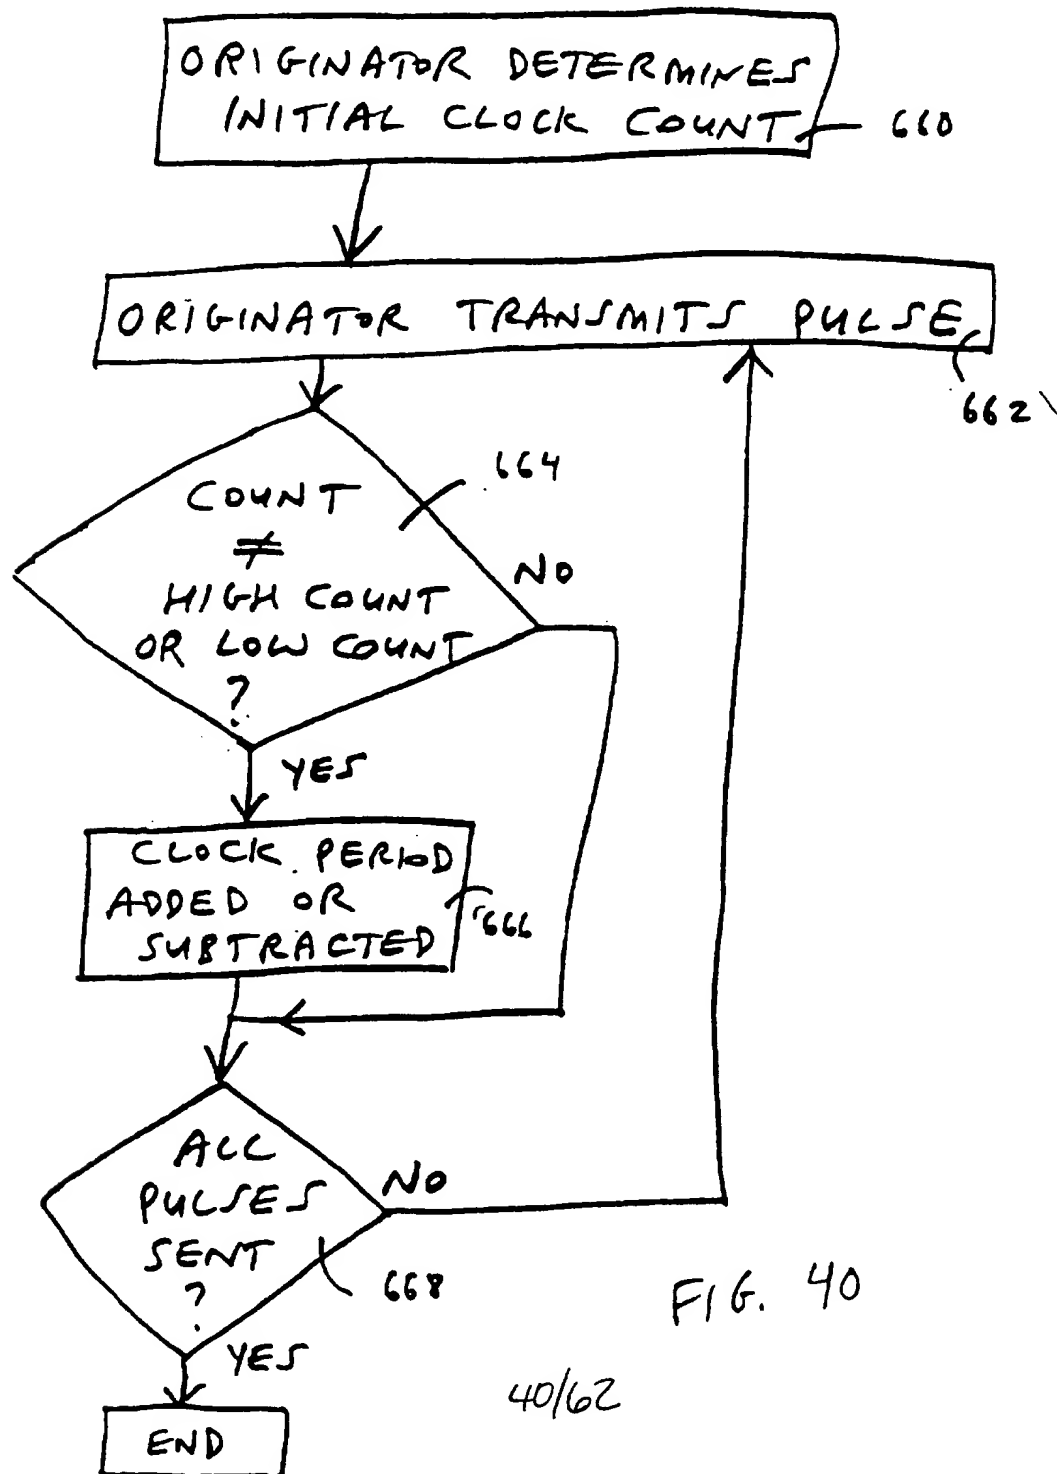 ORIGINATOR DETERMINES
INITIAL CLOCK COUNT
660
ORIGINATOR TRANSMITS PULSE
662
664
COUNT
≠
HIGH COUNT
OR LOW COUNT
?
NO
YES
CLOCK PERIOD
ADDED OR
SUBTRACTED
666
ALL
PULSES
SENT
?
NO
668
YES
END
FIG. 40
40/62